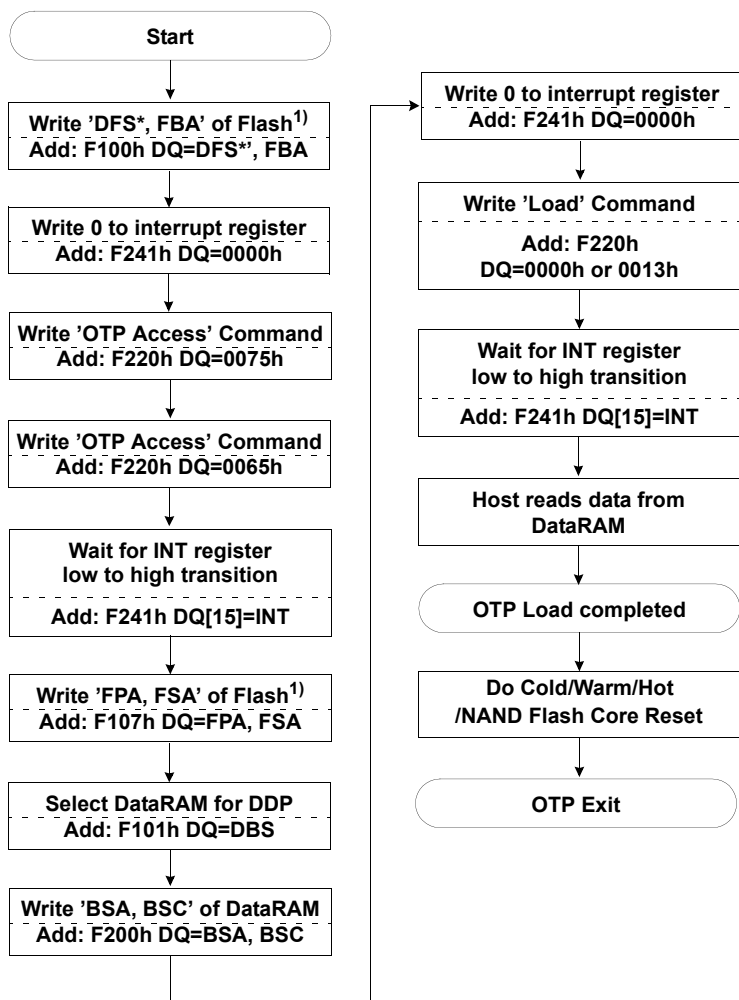 Start
Write ’DFS*, FBA’ of Flash1)
Add: F100h DQ=DFS*’, FBA
Write 0 to interrupt register
Add: F241h DQ=0000h
Write ’OTP Access’ Command
Add: F220h DQ=0075h
Write ’OTP Access’ Command
Add: F220h DQ=0065h
Wait for INT register
low to high transition
Add: F241h DQ[15]=INT
Write ’FPA, FSA’ of Flash1)
Add: F107h DQ=FPA, FSA
Select DataRAM for DDP
Add: F101h DQ=DBS
Write ’BSA, BSC’ of DataRAM
Add: F200h DQ=BSA, BSC
Write 0 to interrupt register
Add: F241h DQ=0000h
Write ’Load’ Command
Add: F220h
DQ=0000h or 0013h
Wait for INT register
low to high transition
Add: F241h DQ[15]=INT
Host reads data from
DataRAM
OTP Load completed
Do Cold/Warm/Hot
/NAND Flash Core Reset
OTP Exit